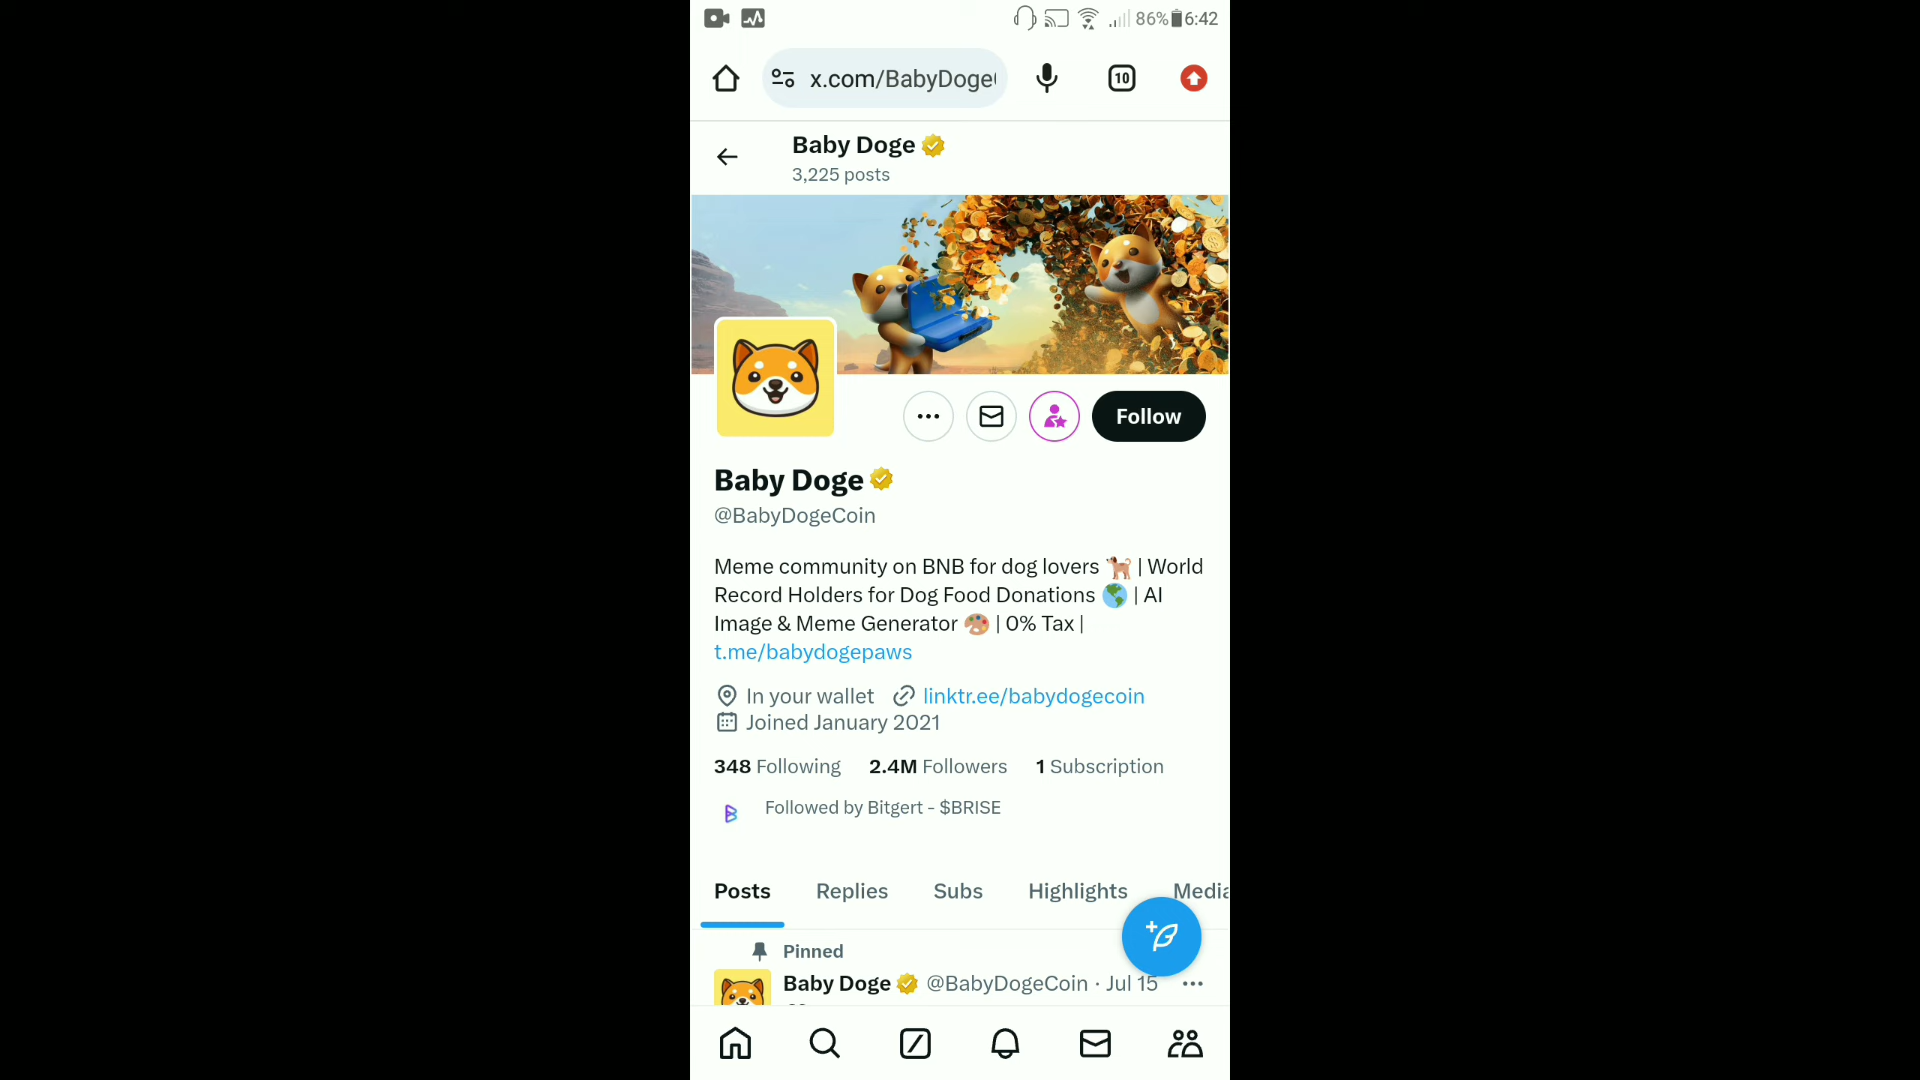 86% 6:42
x.com/BabyDoge
10
Baby Doge
3,225 posts
Follow
Baby Doge
@BabyDogeCoin
Meme community on BNB for dog lovers 🐕 | World
Record Holders for Dog Food Donations 🌎 | AI
Image & Meme Generator 🎨 | 0% Tax |
t.me/babydogepaws
In your wallet linktr.ee/babydogecoin
Joined January 2021
348 Following 2.4M Followers 1 Subscription
Followed by Bitgert - $BRISE
Posts Replies Subs Highlights Media
Pinned
Baby Doge @BabyDogeCoin · Jul 15